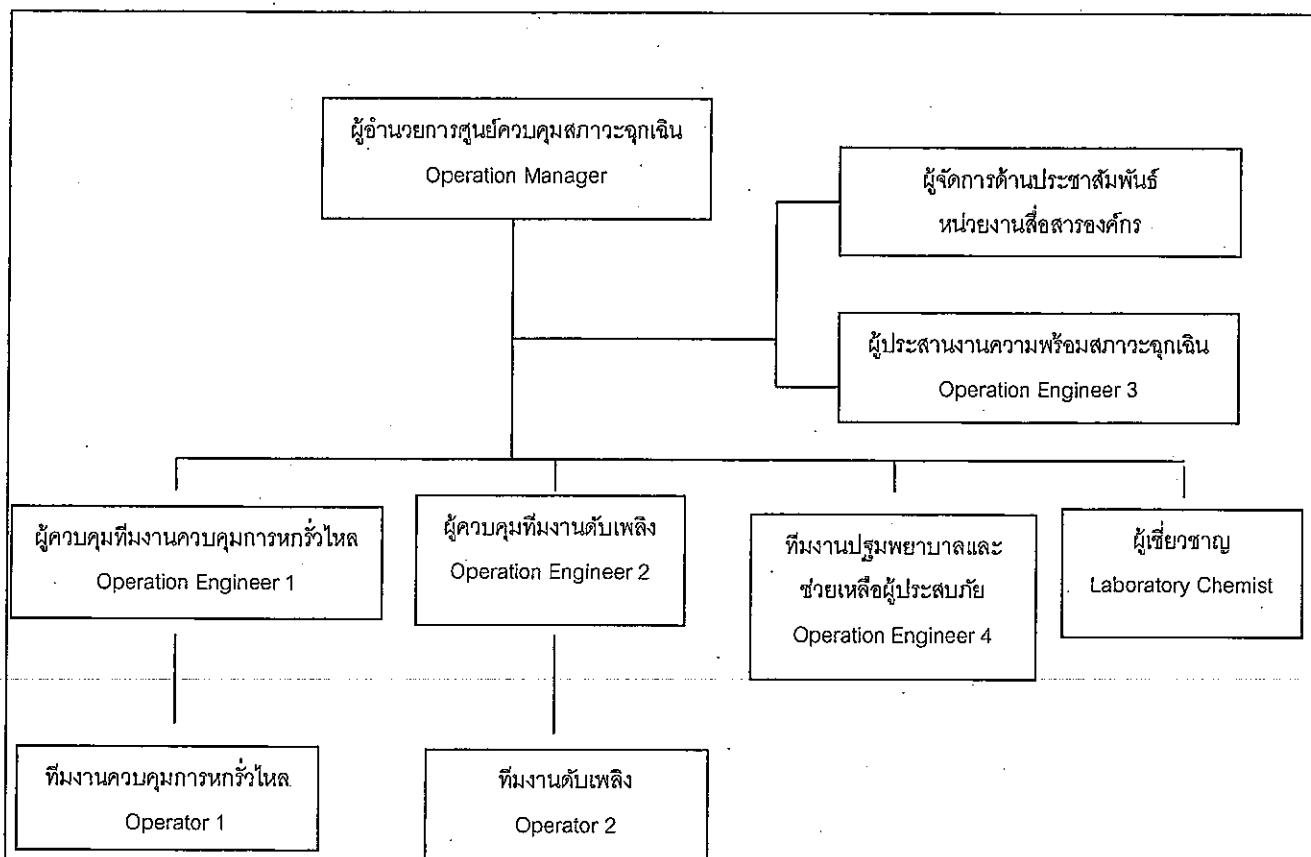 ผู้อำนวยการศูนย์ควบคุมสภาวะฉุกเฉิน
Operation Manager
ผู้จัดการด้านประชาสัมพันธ์
หน่วยงานสื่อสารองค์กร
ผู้ประสานงานความพร้อมสภาวะฉุกเฉิน
Operation Engineer 3
ผู้ควบคุมทีมงานควบคุมการหกรั่วไหล
Operation Engineer 1
ผู้ควบคุมทีมงานดับเพลิง
Operation Engineer 2
ทีมงานปฐมพยาบาลและ
ช่วยเหลือผู้ประสบภัย
Operation Engineer 4
ผู้เชี่ยวชาญ
Laboratory Chemist
ทีมงานควบคุมการหกรั่วไหล
Operator 1
ทีมงานดับเพลิง
Operator 2